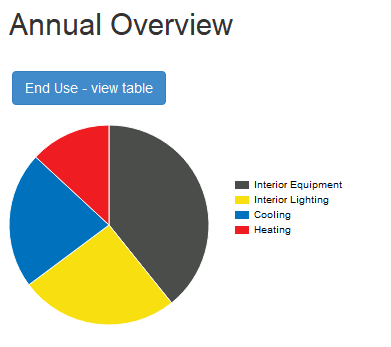 Annual Overview
End Use - view table
Interior Equipment
Interior Lighting
Cooling
Heating